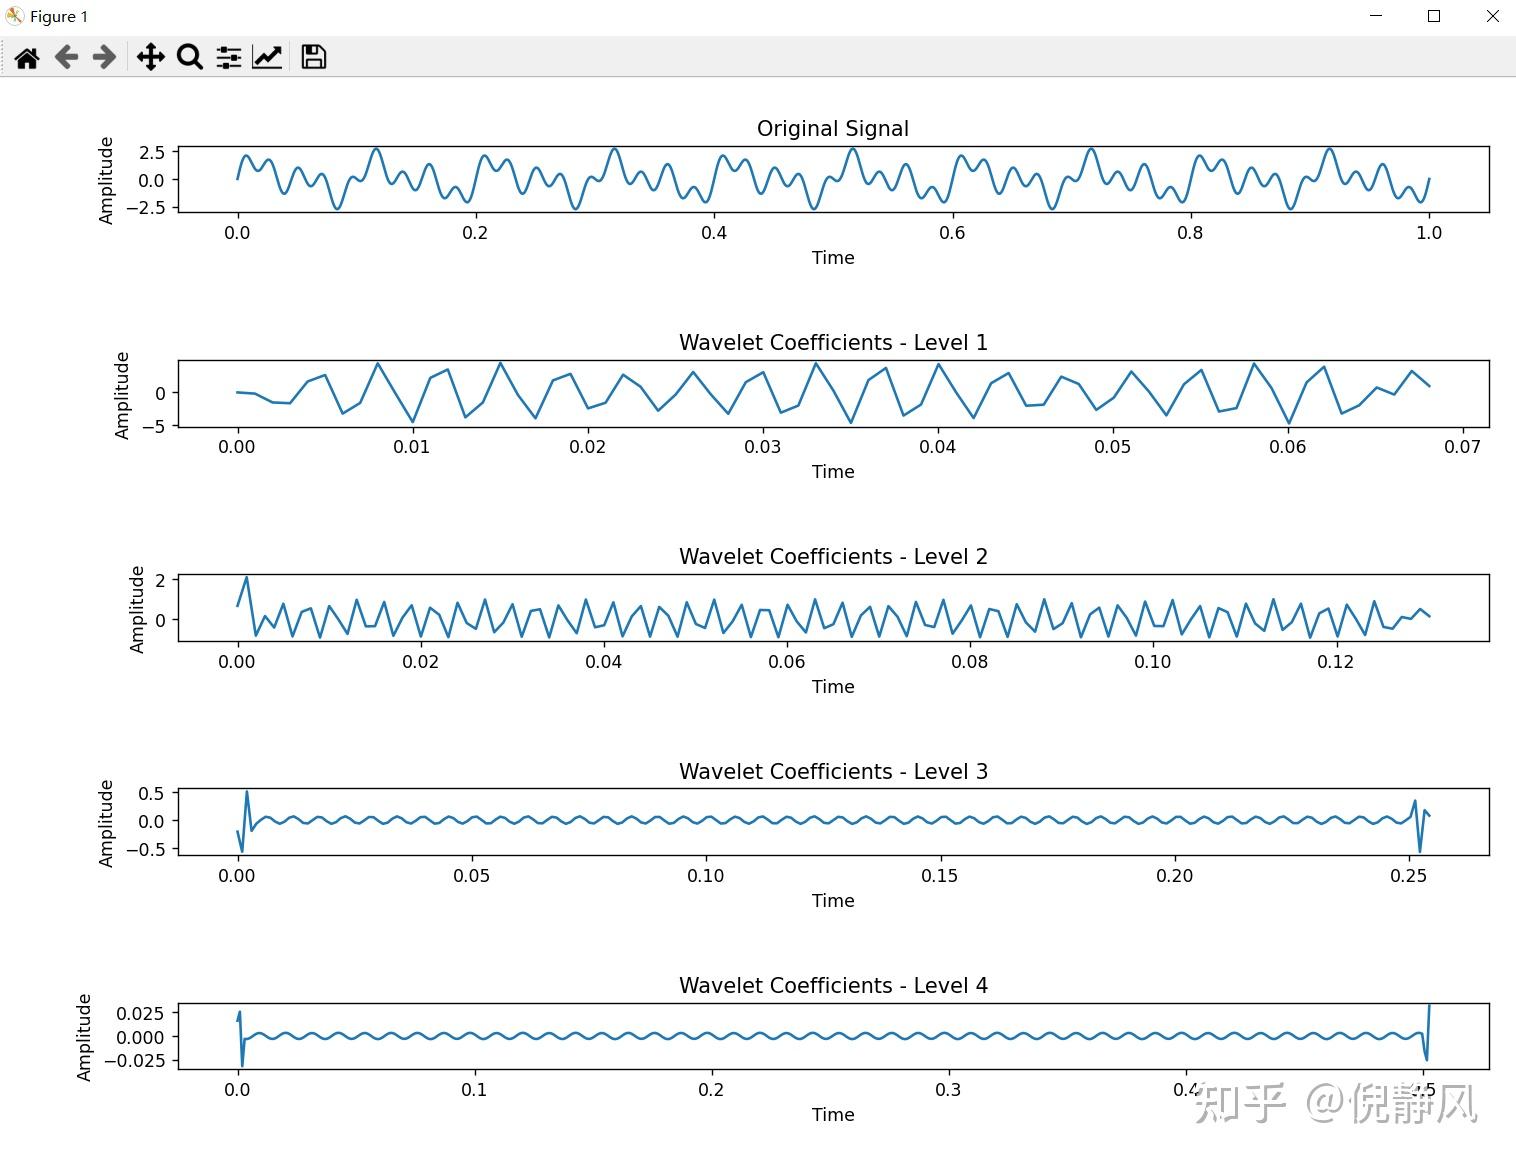 Figure 1
Original Signal
Amplitude
2.5
0.0
−2.5
0.0 0.2 0.4 0.6 0.8 1.0
Time
Wavelet Coefficients - Level 1
Amplitude
0
−5
0.00 0.01 0.02 0.03 0.04 0.05 0.06 0.07
Time
Wavelet Coefficients - Level 2
Amplitude
2
0
0.00 0.02 0.04 0.06 0.08 0.10 0.12
Time
Wavelet Coefficients - Level 3
Amplitude
0.5
0.0
−0.5
0.00 0.05 0.10 0.15 0.20 0.25
Time
Wavelet Coefficients - Level 4
Amplitude
0.025
0.000
−0.025
0.0 0.1 0.2 0.3 0.4 0.5
Time
知乎 @倪静风